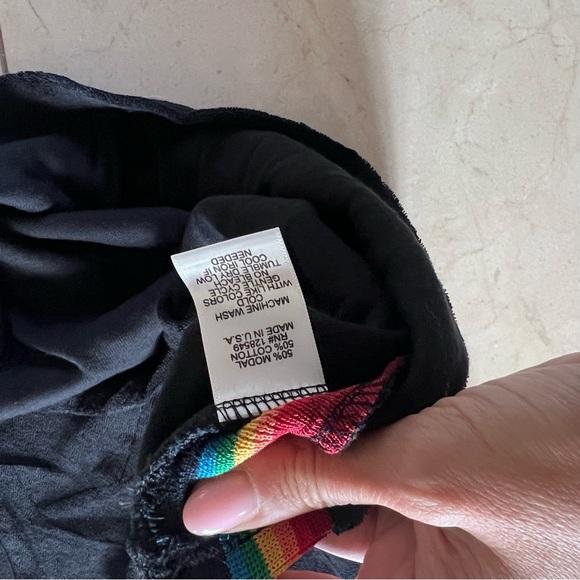 50% MODAL
50% COTTON
RN# 128549
MADE IN U.S.A.
MACHINE WASH
COLD
WITH LIKE COLORS
GENTLE CYCLE
NO BLEACH
TUMBLE DRY LOW
COOL IRON IF
NEEDED